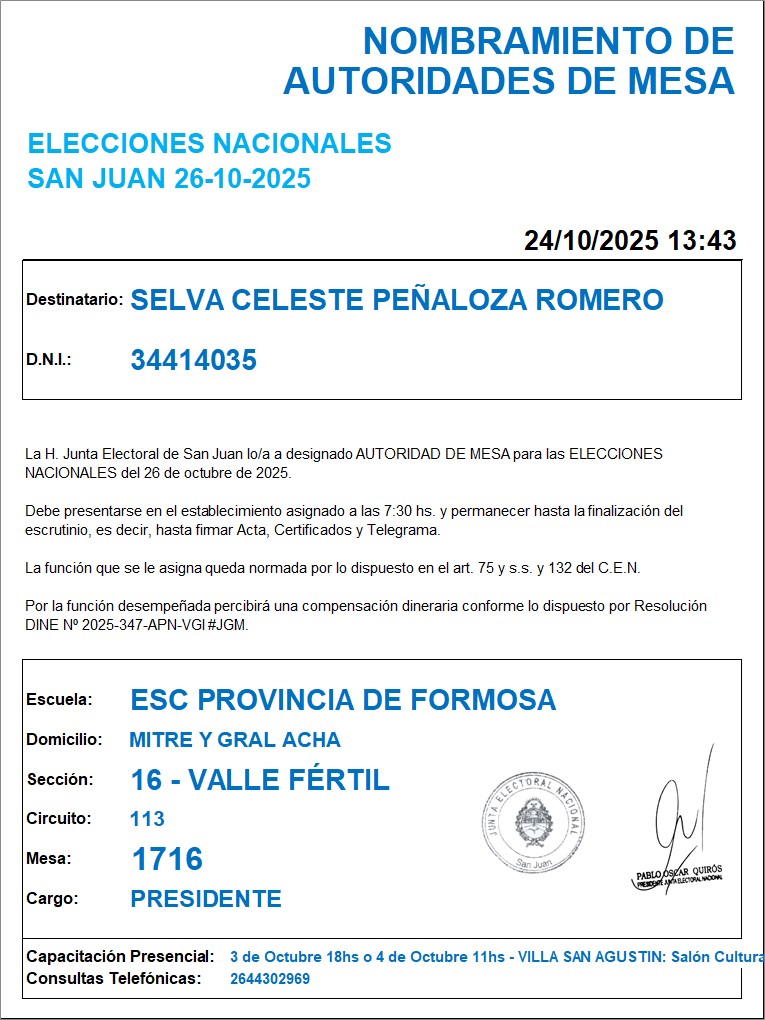 NOMBRAMIENTO DE
AUTORIDADES DE MESA
ELECCIONES NACIONALES
SAN JUAN 26-10-2025
24/10/2025 13:43
Destinatario: SELVA CELESTE PEÑALOZA ROMERO
D.N.I.: 34414035
La H. Junta Electoral de San Juan lo/a a designado AUTORIDAD DE MESA para las ELECCIONES
NACIONALES del 26 de octubre de 2025.
Debe presentarse en el establecimiento asignado a las 7:30 hs. y permanecer hasta la finalización del
escrutinio, es decir, hasta firmar Acta, Certificados y Telegrama.
La función que se le asigna queda normada por lo dispuesto en el art. 75 y s.s. y 132 del C.E.N.
Por la función desempeñada percibirá una compensación dineraria conforme lo dispuesto por Resolución
DINE Nº 2025-347-APN-VGI#JGM.
Escuela: ESC PROVINCIA DE FORMOSA
Domicilio: MITRE Y GRAL ACHA
Sección: 16 - VALLE FÉRTIL
Circuito: 113
Mesa: 1716
Cargo: PRESIDENTE
JUNTA ELECTORAL NACIONAL
San Juan
PABLO OSCAR QUIRÓS
PRESIDENTE JUNTA ELECTORAL NACIONAL
Capacitación Presencial: 3 de Octubre 18hs o 4 de Octubre 11hs - VILLA SAN AGUSTIN: Salón Cultura
Consultas Telefónicas: 2644302969